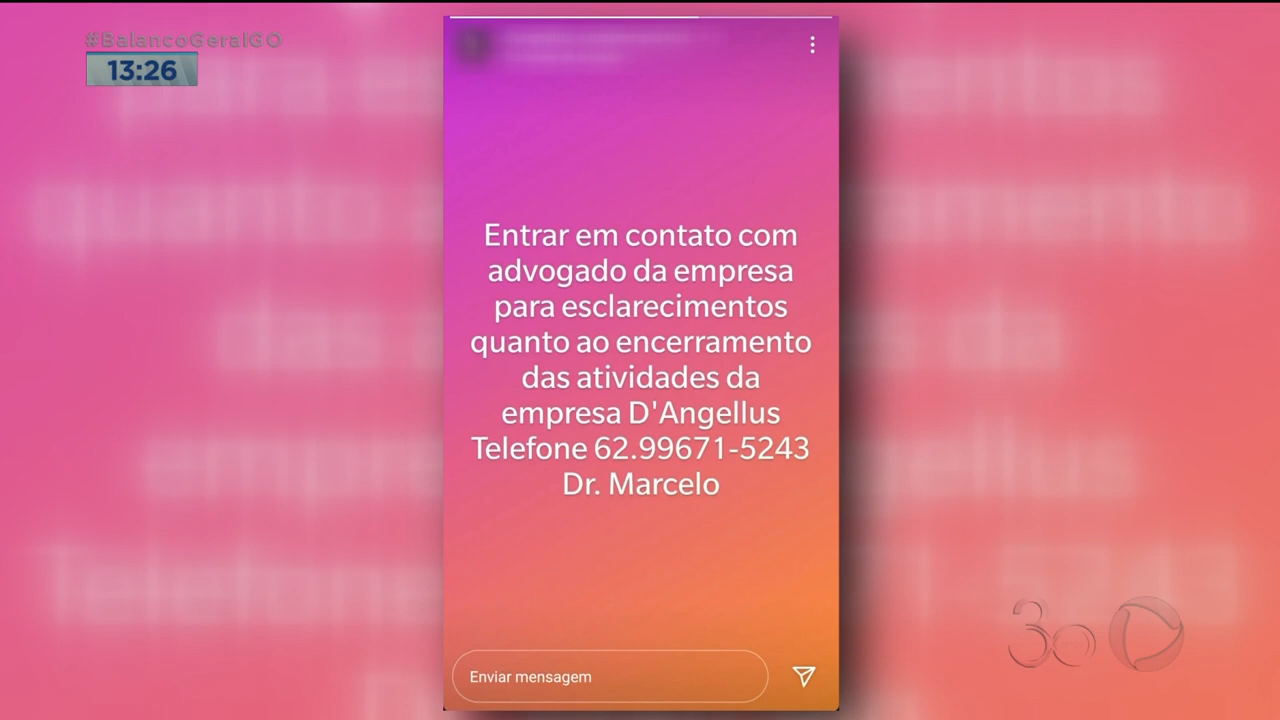 #BalancoGeralGO
13:26
Entrar em contato com
advogado da empresa
para esclarecimentos
quanto ao encerramento
das atividades da
empresa D'Angellus
Telefone 62.99671-5243
Dr. Marcelo
Enviar mensagem
30